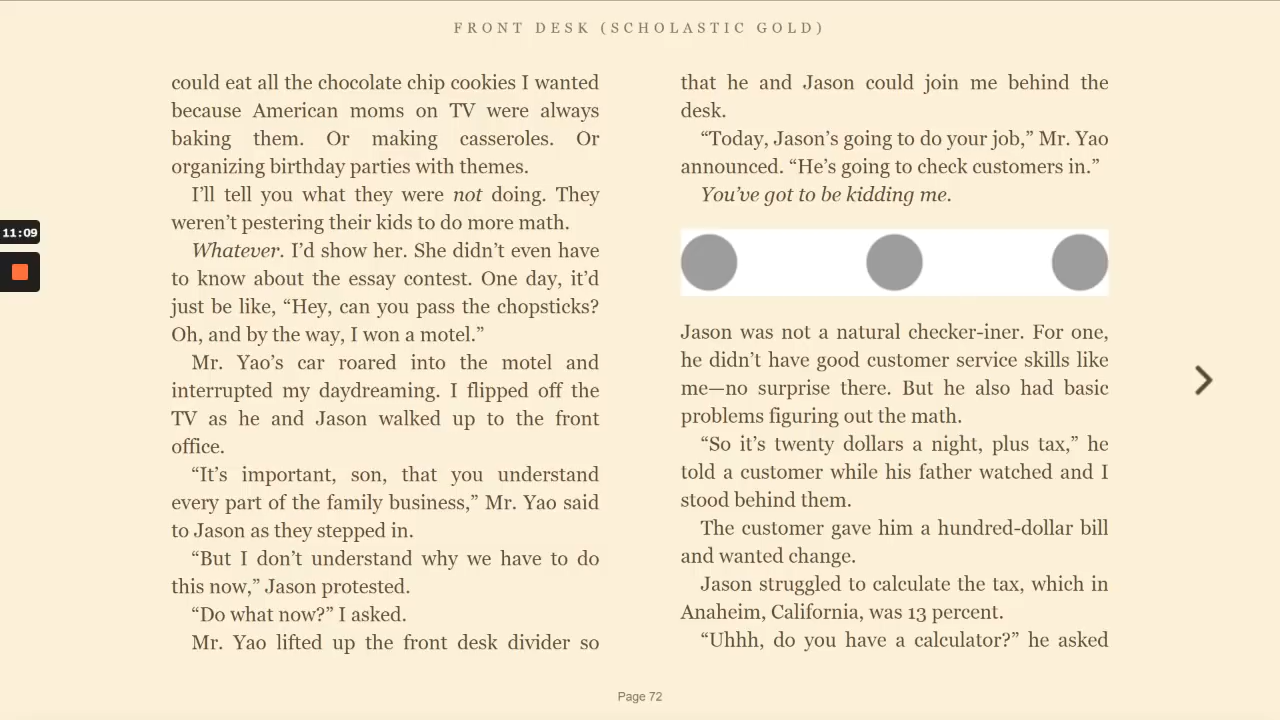 FRONT DESK (SCHOLASTIC GOLD)
could eat all the chocolate chip cookies I wanted
because American moms on TV were always
baking them. Or making casseroles. Or
organizing birthday parties with themes.
I’ll tell you what they were not doing. They
weren’t pestering their kids to do more math.
Whatever. I’d show her. She didn’t even have
to know about the essay contest. One day, it’d
just be like, “Hey, can you pass the chopsticks?
Oh, and by the way, I won a motel.”
Mr. Yao’s car roared into the motel and
interrupted my daydreaming. I flipped off the
TV as he and Jason walked up to the front
office.
“It’s important, son, that you understand
every part of the family business,” Mr. Yao said
to Jason as they stepped in.
“But I don’t understand why we have to do
this now,” Jason protested.
“Do what now?” I asked.
Mr. Yao lifted up the front desk divider so
that he and Jason could join me behind the
desk.
“Today, Jason’s going to do your job,” Mr. Yao
announced. “He’s going to check customers in.”
You’ve got to be kidding me.
Jason was not a natural checker-iner. For one,
he didn’t have good customer service skills like
me—no surprise there. But he also had basic
problems figuring out the math.
“So it’s twenty dollars a night, plus tax,” he
told a customer while his father watched and I
stood behind them.
The customer gave him a hundred-dollar bill
and wanted change.
Jason struggled to calculate the tax, which in
Anaheim, California, was 13 percent.
“Uhhh, do you have a calculator?” he asked
11:09
Page 72